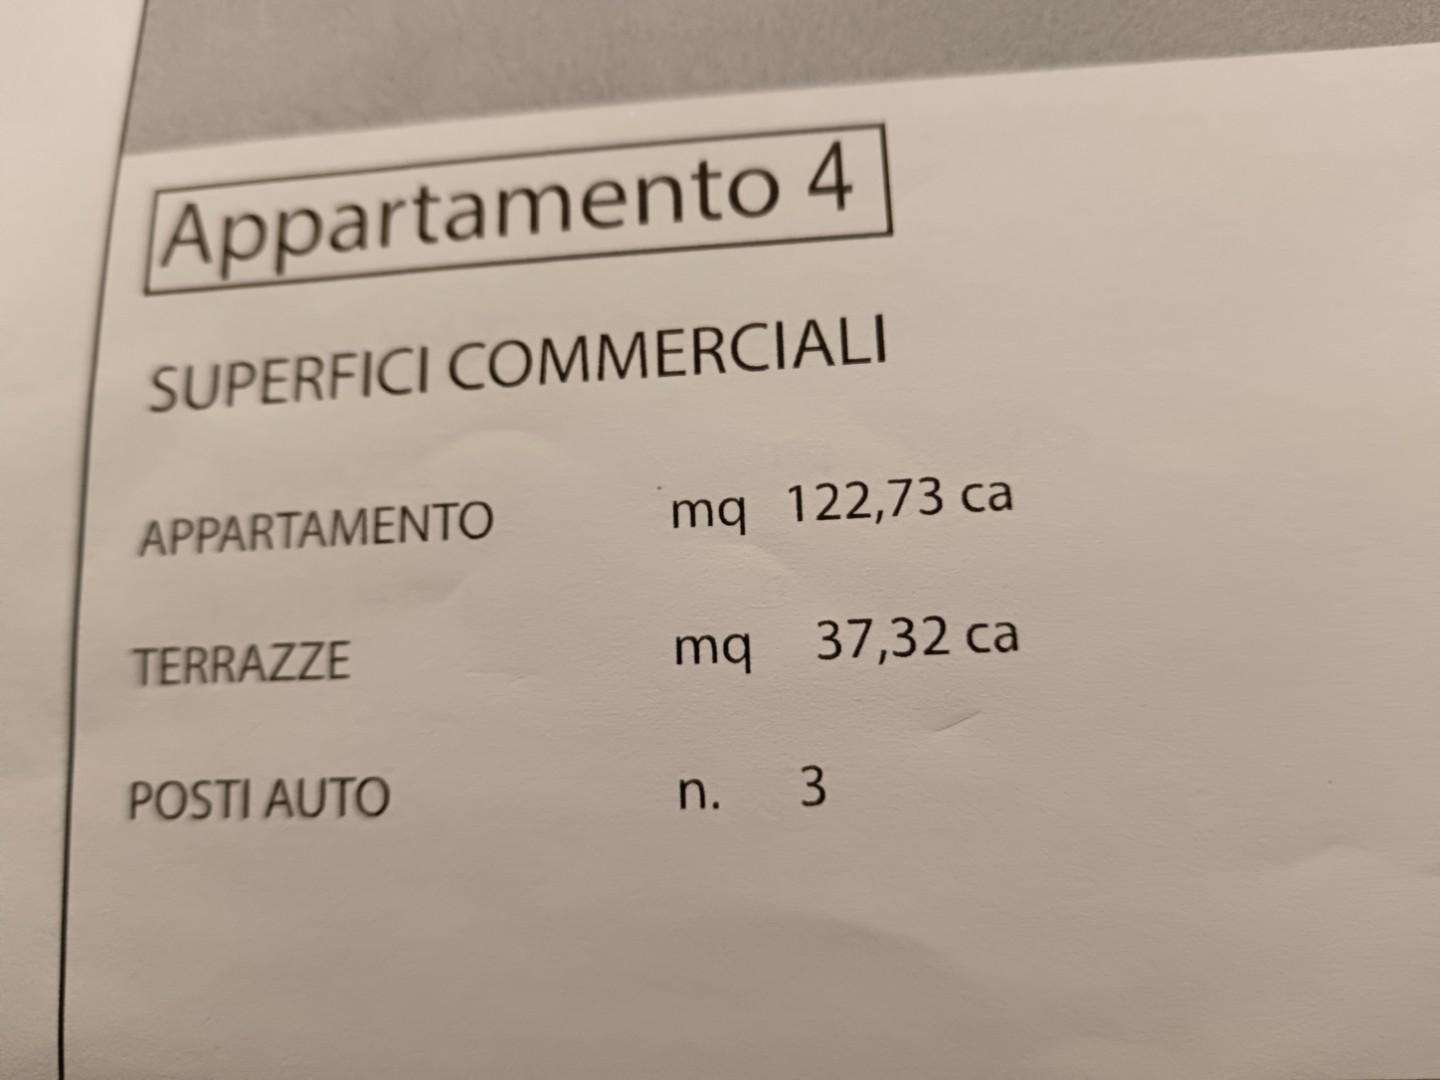 Appartamento 4
SUPERFICI COMMERCIALI
APPARTAMENTO mq 122,73 ca
TERRAZZE mq 37,32 ca
POSTI AUTO n. 3